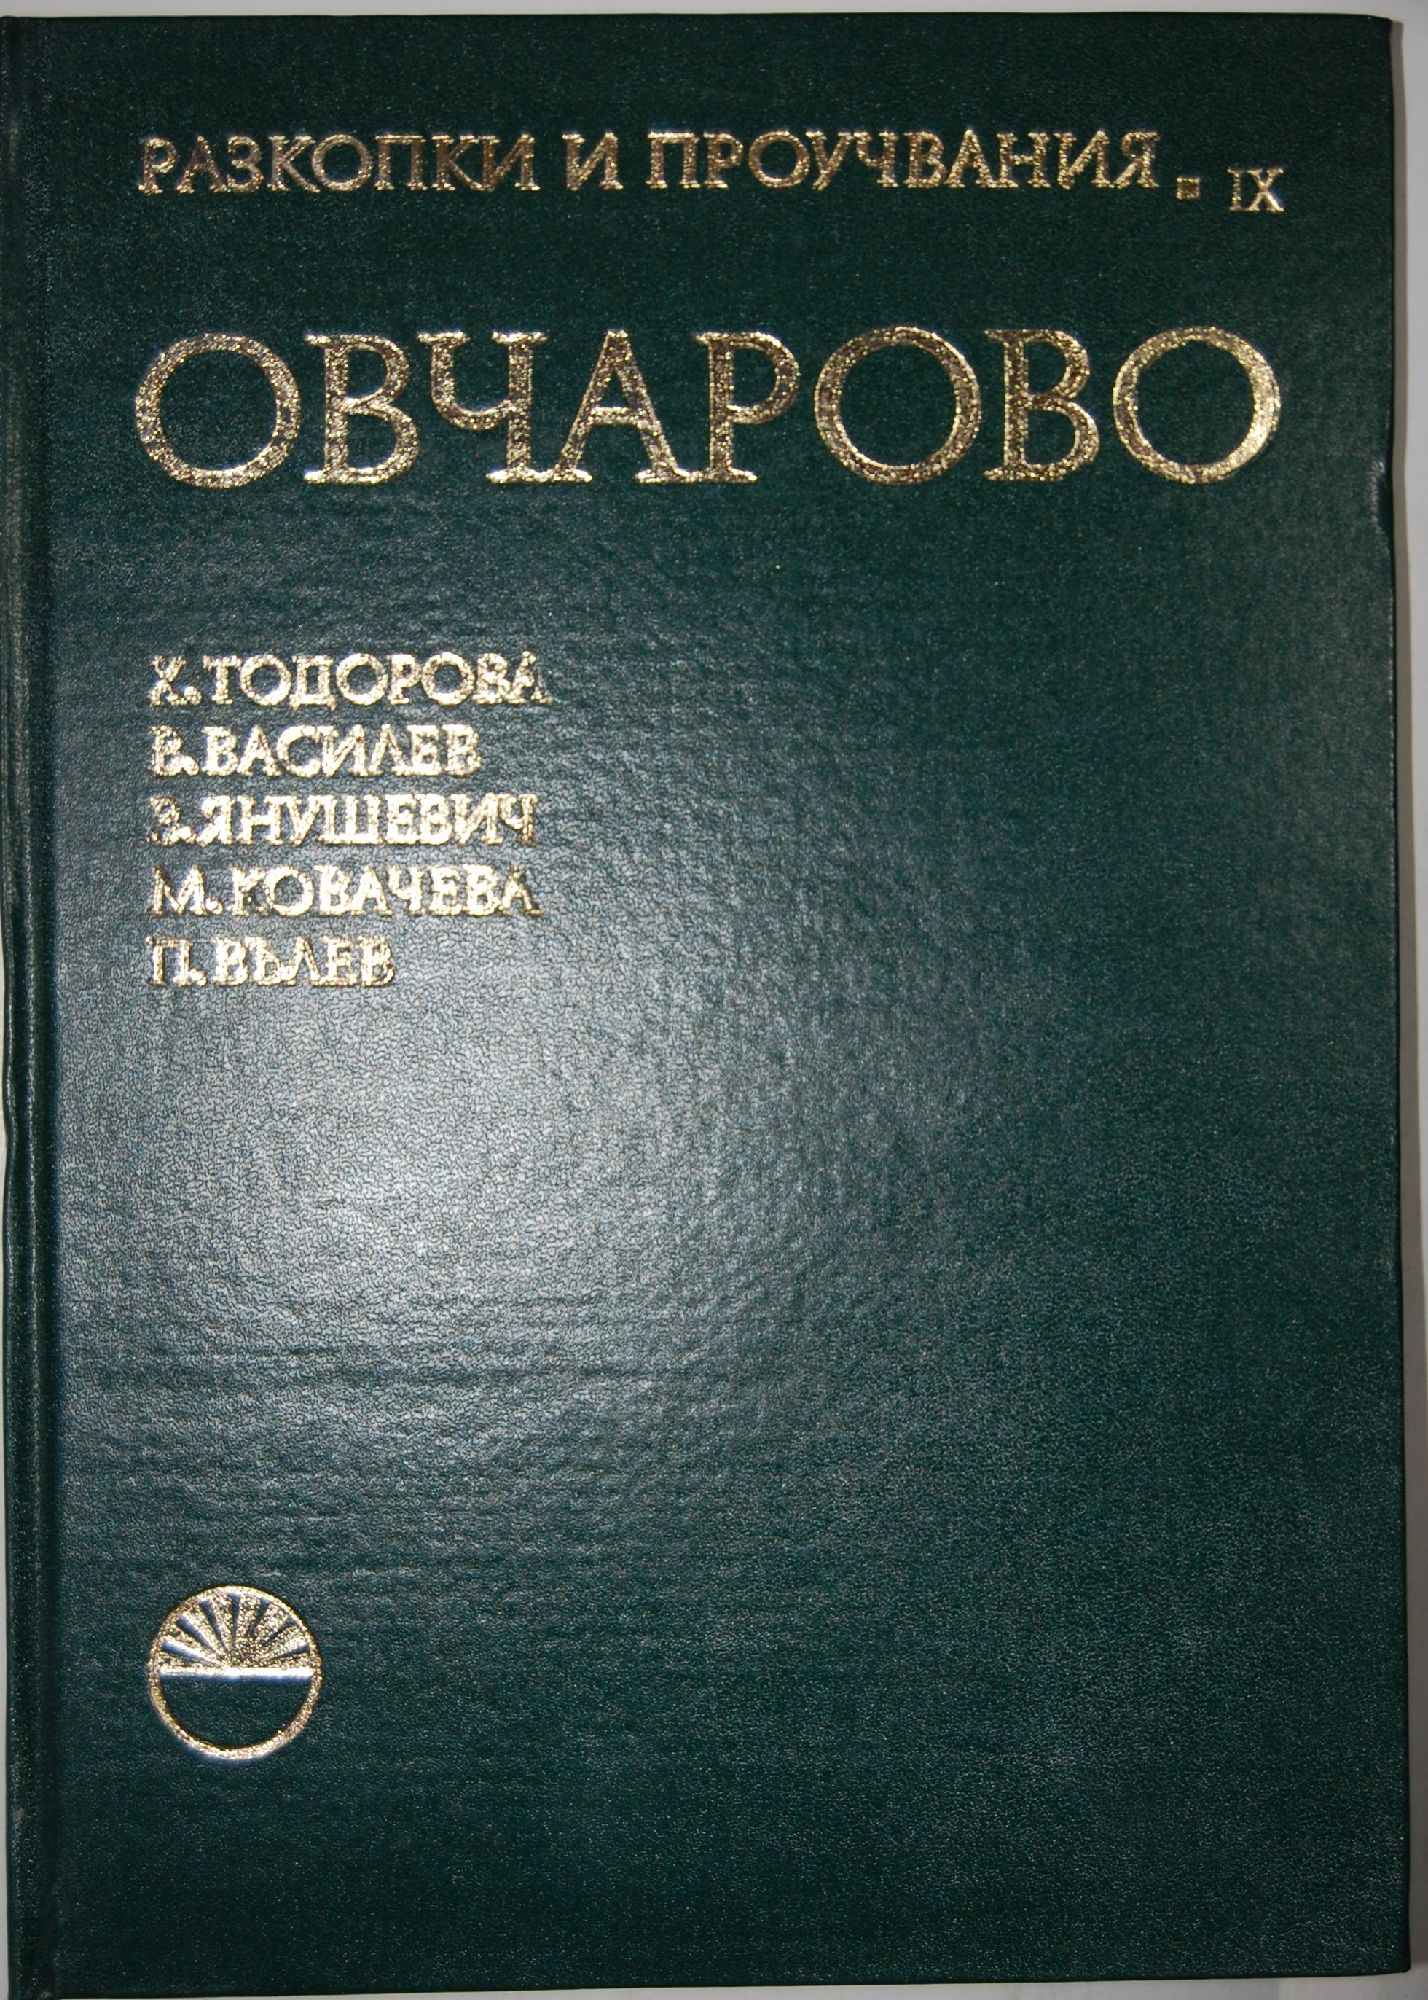 РАЗКОПКИ И ПРОУЧВАНИЯ. IX
ОВЧАРОВО
Х.ТОДОРОВА
В.ВАСИЛЕВ
З.ЯНУШЕВИЧ
М.КОВАЧЕВА
П.ВЪЛЕВ